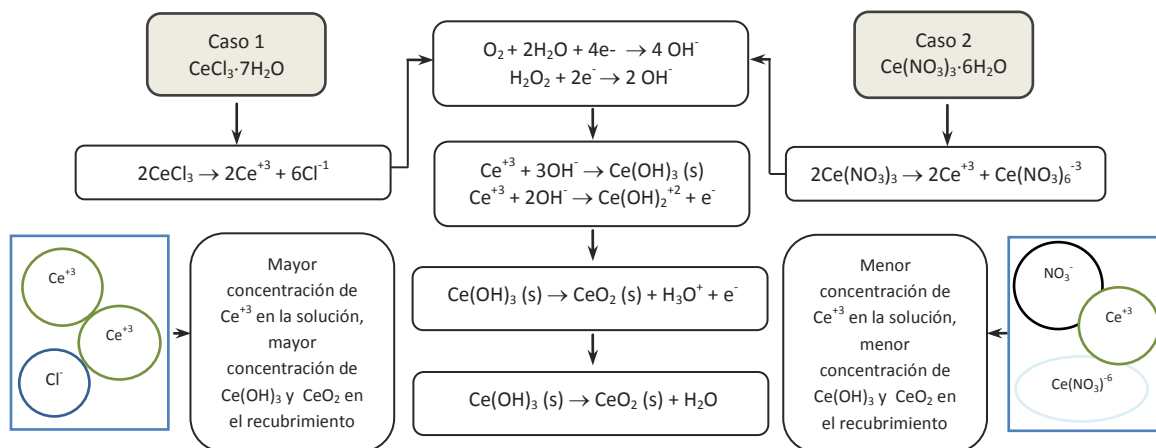 Caso 1
CeCl₃·7H₂O
O₂ + 2H₂O + 4e- → 4 OH⁻
H₂O₂ + 2e⁻ → 2 OH⁻
Caso 2
Ce(NO₃)₃·6H₂O
2CeCl₃ → 2Ce⁺³ + 6Cl⁻¹
Ce⁺³ + 3OH⁻ → Ce(OH)₃ (s)
Ce⁺³ + 2OH⁻ → Ce(OH)₂⁺² + e⁻
2Ce(NO₃)₃ → 2Ce⁺³ + Ce(NO₃)₆⁻³
Ce⁺³
Ce⁺³
Cl⁻
Mayor
concentración de
Ce⁺³ en la solución,
mayor
concentración de
Ce(OH)₃ y CeO₂ en
el recubrimiento
Ce(OH)₃ (s) → CeO₂ (s) + H₃O⁺ + e⁻
Ce(OH)₃ (s) → CeO₂ (s) + H₂O
Menor
concentración de
Ce⁺³ en la solución,
menor
concentración de
Ce(OH)₃ y CeO₂ en
el recubrimiento
NO₃⁻
Ce⁺³
Ce(NO₃)⁻⁶